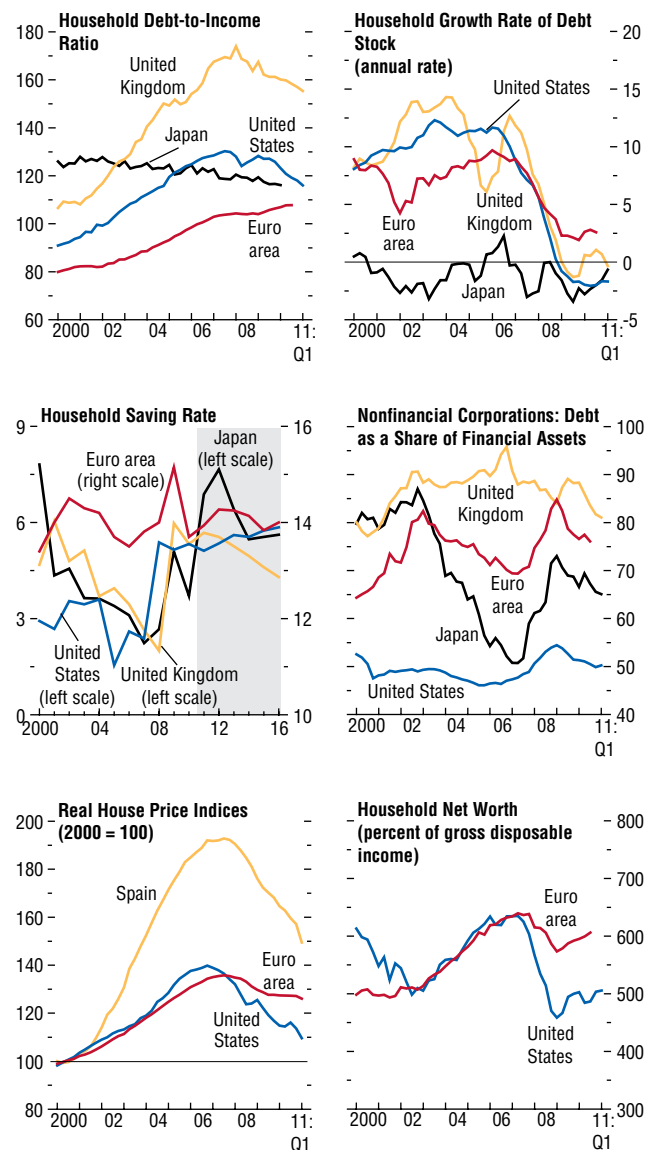 Household Debt-to-Income
Ratio
180
160
140
120
100
80
60
United
Kingdom
Japan
United
States
Euro
area
2000 02 04 06 08 11:
Q1
Household Growth Rate of Debt
Stock
(annual rate)
20
15
10
5
0
-5
United States
Euro
area
United
Kingdom
Japan
2000 02 04 06 08 11:
Q1
Household Saving Rate
9
6
3
0
16
14
12
10
Euro area
(right scale)
Japan
(left scale)
United
States
(left scale)
United Kingdom
(left scale)
2000 04 08 12 16
Nonfinancial Corporations: Debt
as a Share of Financial Assets
100
90
80
70
60
50
40
United
Kingdom
Euro
area
Japan
United States
2000 02 04 06 08 11:
Q1
Real House Price Indices
(2000 = 100)
200
180
160
140
120
100
80
Spain
Euro
area
United
States
2000 02 04 06 08 11:
Q1
Household Net Worth
(percent of gross disposable
income)
800
700
600
500
400
300
Euro
area
United
States
2000 02 04 06 08 11:
Q1